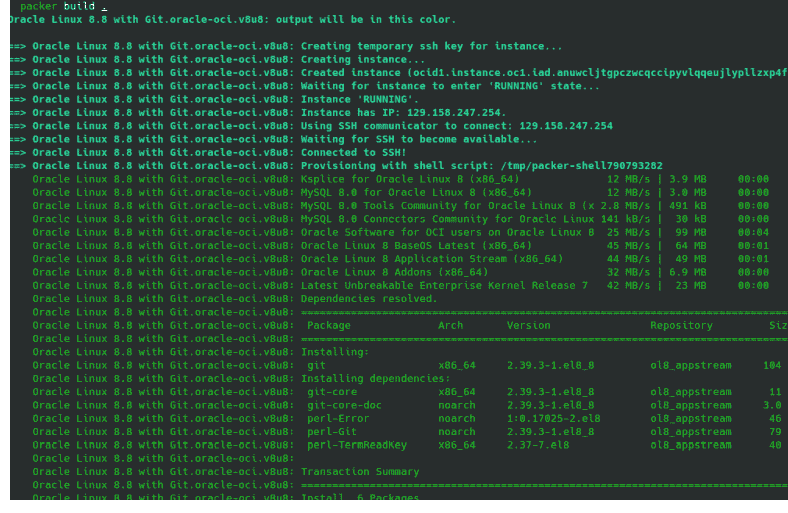 packer build .
Oracle Linux 8.8 with Git.oracle-oci.v8u8: output will be in this color.
==> Oracle Linux 8.8 with Git.oracle-oci.v8u8: Creating temporary ssh key for instance...
==> Oracle Linux 8.8 with Git.oracle-oci.v8u8: Creating instance...
==> Oracle Linux 8.8 with Git.oracle-oci.v8u8: Created instance (ocid1.instance.oc1.iad.anuwcljtgpczwcqccipyvlqqeujlypllzxp4f
==> Oracle Linux 8.8 with Git.oracle-oci.v8u8: Waiting for instance to enter 'RUNNING' state...
==> Oracle Linux 8.8 with Git.oracle-oci.v8u8: Instance 'RUNNING'.
==> Oracle Linux 8.8 with Git.oracle-oci.v8u8: Instance has IP: 129.158.247.254.
==> Oracle Linux 8.8 with Git.oracle-oci.v8u8: Using SSH communicator to connect: 129.158.247.254
==> Oracle Linux 8.8 with Git.oracle-oci.v8u8: Waiting for SSH to become available...
==> Oracle Linux 8.8 with Git.oracle-oci.v8u8: Connected to SSH!
==> Oracle Linux 8.8 with Git.oracle-oci.v8u8: Provisioning with shell script: /tmp/packer-shell790793282
Oracle Linux 8.8 with Git.oracle-oci.v8u8: Ksplice for Oracle Linux 8 (x86_64) 12 MB/s | 3.9 MB 00:00
Oracle Linux 8.8 with Git.oracle-oci.v8u8: MySQL 8.0 for Oracle Linux 8 (x86_64) 12 MB/s | 3.0 MB 00:00
Oracle Linux 8.8 with Git.oracle-oci.v8u8: MySQL 8.0 Tools Community for Oracle Linux 8 (x 2.8 MB/s | 491 kB 00:00
Oracle Linux 8.8 with Git.oracle-oci.v8u8: MySQL 8.0 Connectors Community for Oracle Linux 141 kB/s | 30 kB 00:00
Oracle Linux 8.8 with Git.oracle-oci.v8u8: Oracle Software for OCI users on Oracle Linux 8 25 MB/s | 99 MB 00:04
Oracle Linux 8.8 with Git.oracle-oci.v8u8: Oracle Linux 8 BaseOS Latest (x86_64) 45 MB/s | 64 MB 00:01
Oracle Linux 8.8 with Git.oracle-oci.v8u8: Oracle Linux 8 Application Stream (x86_64) 44 MB/s | 49 MB 00:01
Oracle Linux 8.8 with Git.oracle-oci.v8u8: Oracle Linux 8 Addons (x86_64) 32 MB/s | 6.9 MB 00:00
Oracle Linux 8.8 with Git.oracle-oci.v8u8: Latest Unbreakable Enterprise Kernel Release 7 42 MB/s | 23 MB 00:00
Oracle Linux 8.8 with Git.oracle-oci.v8u8: Dependencies resolved.
Oracle Linux 8.8 with Git.oracle-oci.v8u8: ================================================================================
Oracle Linux 8.8 with Git.oracle-oci.v8u8: Package Arch Version Repository Siz
Oracle Linux 8.8 with Git.oracle-oci.v8u8: ================================================================================
Oracle Linux 8.8 with Git.oracle-oci.v8u8: Installing:
Oracle Linux 8.8 with Git.oracle-oci.v8u8: git x86_64 2.39.3-1.el8_8 ol8_appstream 104
Oracle Linux 8.8 with Git.oracle-oci.v8u8: Installing dependencies:
Oracle Linux 8.8 with Git.oracle-oci.v8u8: git-core x86_64 2.39.3-1.el8_8 ol8_appstream 11
Oracle Linux 8.8 with Git.oracle-oci.v8u8: git-core-doc noarch 2.39.3-1.el8_8 ol8_appstream 3.0
Oracle Linux 8.8 with Git.oracle-oci.v8u8: perl-Error noarch 1:0.17025-2.el8 ol8_appstream 46
Oracle Linux 8.8 with Git.oracle-oci.v8u8: perl-Git noarch 2.39.3-1.el8_8 ol8_appstream 79
Oracle Linux 8.8 with Git.oracle-oci.v8u8: perl-TermReadKey x86_64 2.37-7.el8 ol8_appstream 40
Oracle Linux 8.8 with Git.oracle-oci.v8u8:
Oracle Linux 8.8 with Git.oracle-oci.v8u8: Transaction Summary
Oracle Linux 8.8 with Git.oracle-oci.v8u8: ================================================================================
Oracle Linux 8.8 with Git.oracle-oci.v8u8: Install 6 Packages